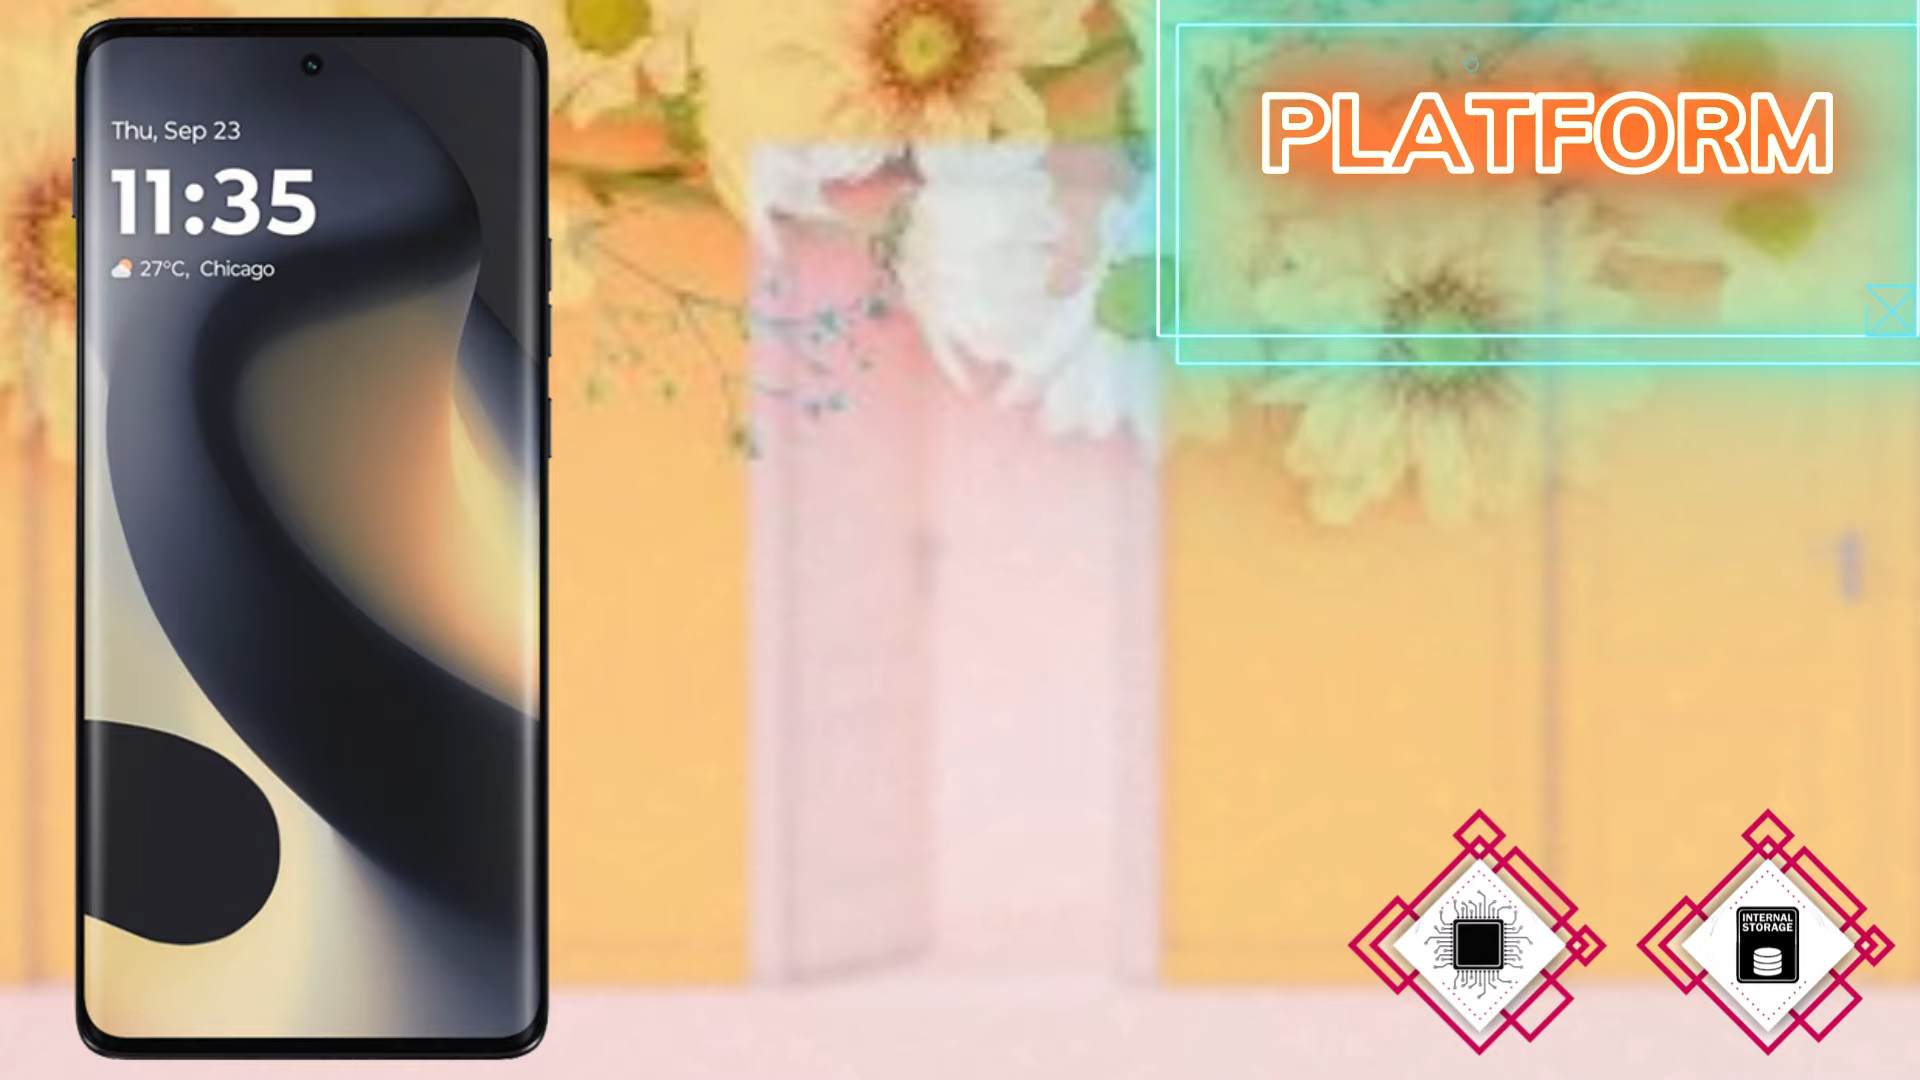 Thu, Sep 23
11:35
27°C, Chicago
PLATFORM
INTERNAL
STORAGE